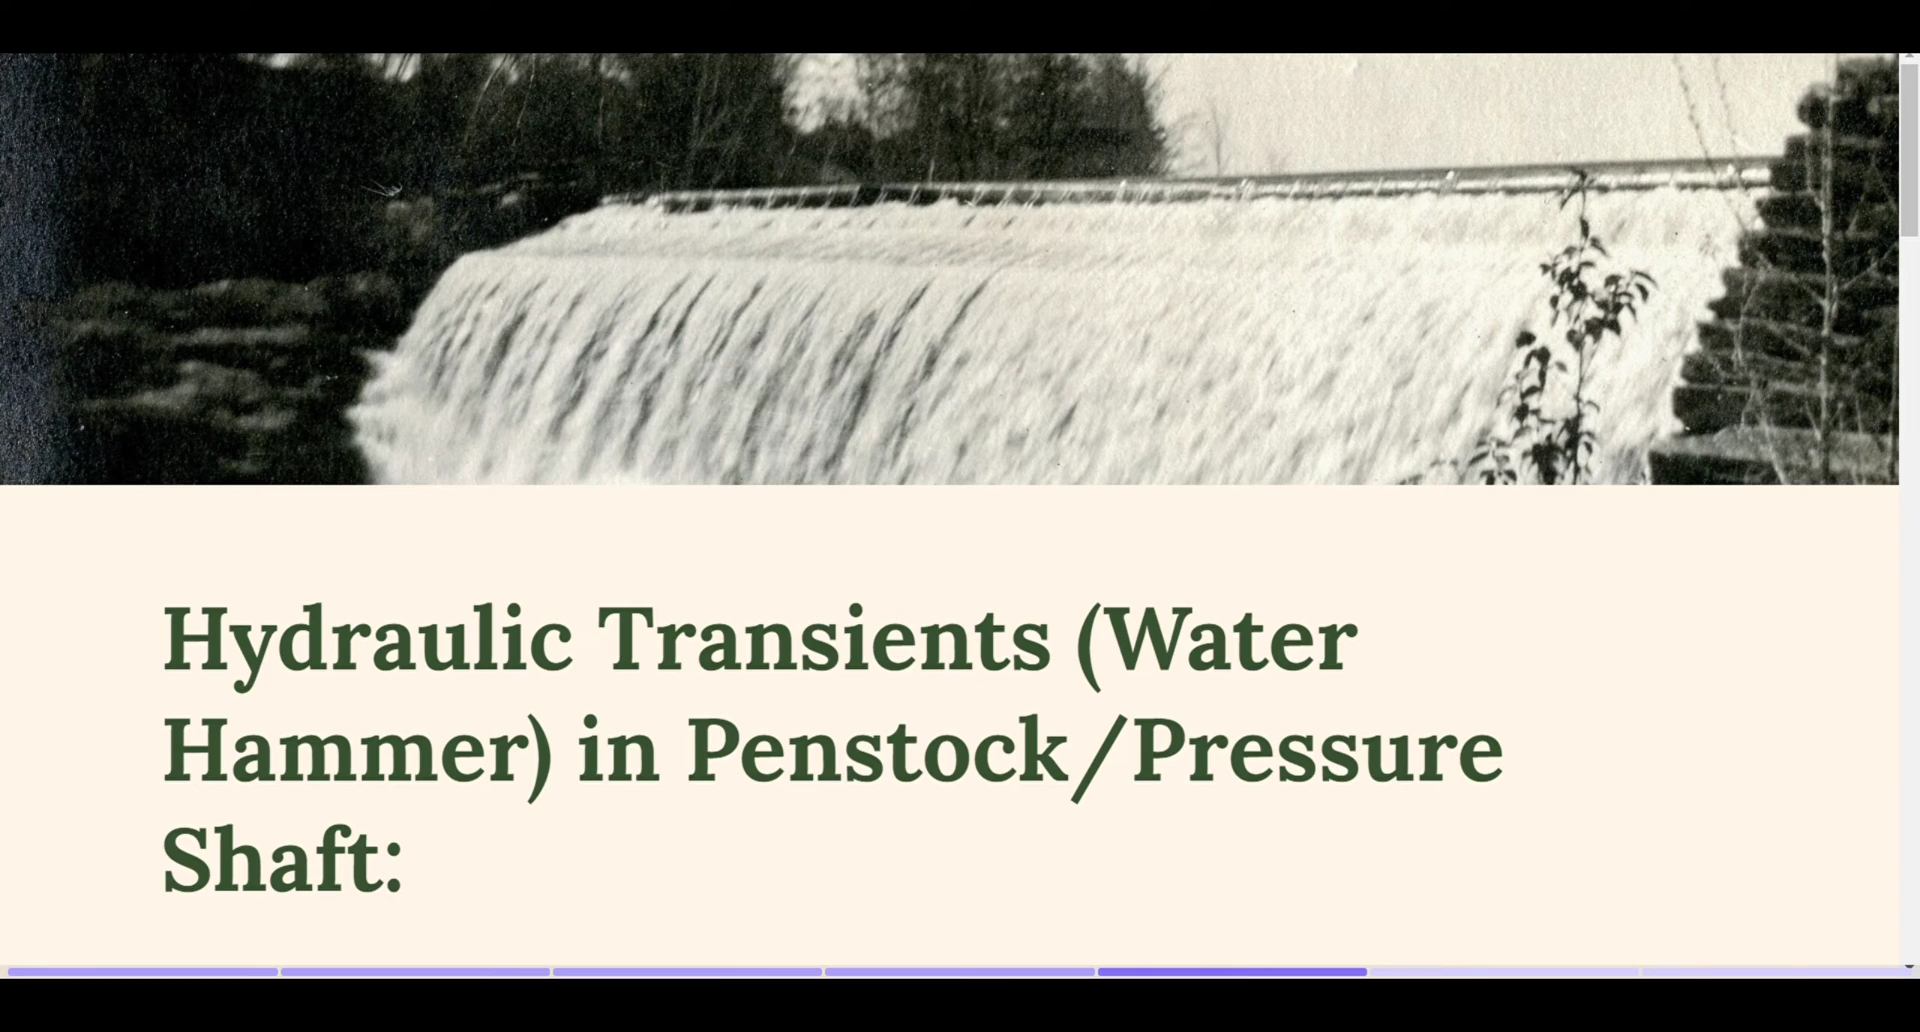 Hydraulic Transients (Water
Hammer) in Penstock/Pressure
Shaft: